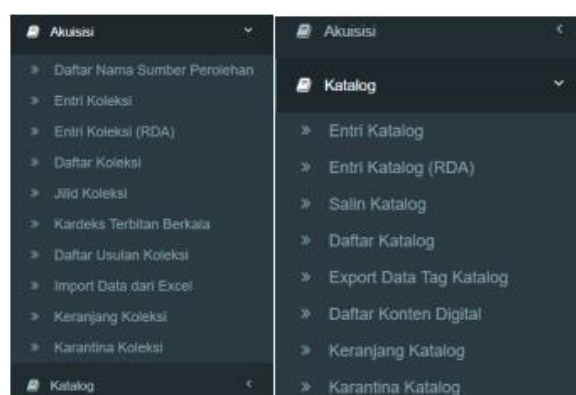 Akuisisi
Daftar Nama Sumber Perolehan
Entri Koleksi
Entri Koleksi (RDA)
Daftar Koleksi
Jilid Koleksi
Kardeks Terbitan Berkala
Daftar Usulan Koleksi
Import Data dari Excel
Keranjang Koleksi
Karantina Koleksi
Katalog
Akuisisi
Katalog
Entri Katalog
Entri Katalog (RDA)
Salin Katalog
Daftar Katalog
Export Data Tag Katalog
Daftar Konten Digital
Keranjang Katalog
Karantina Katalog